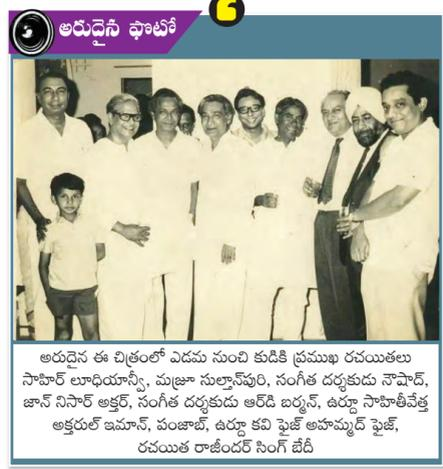 అరుదైన ఫొటో
అరుదైన ఈ చిత్రంలో ఎడమ నుంచి కుడికి ప్రముఖ రచయితలు
సాహిర్ లూధియాన్వీ, మజ్రూ సుల్తాన్‌పురి, సంగీత దర్శకుడు నౌషాద్,
జాన్ నిసార్ అక్తర్, సంగీత దర్శకుడు ఆర్‌డి బర్మన్, ఉర్దూ సాహితీవేత్త
అక్తరుల్ ఇమాన్, పంజాబ్, ఉర్దూ కవి ఫైజ్ అహమ్మద్ ఫైజ్,
రచయిత రాజీందర్ సింగ్ బేదీ